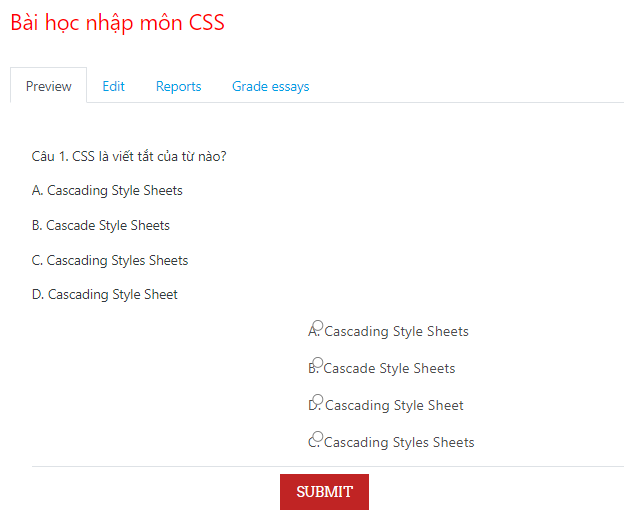 Bài học nhập môn CSS
Preview Edit Reports Grade essays
Câu 1. CSS là viết tắt của từ nào?
A. Cascading Style Sheets
B. Cascade Style Sheets
C. Cascading Styles Sheets
D. Cascading Style Sheet
A. Cascading Style Sheets
B. Cascade Style Sheets
D. Cascading Style Sheet
C. Cascading Styles Sheets
SUBMIT